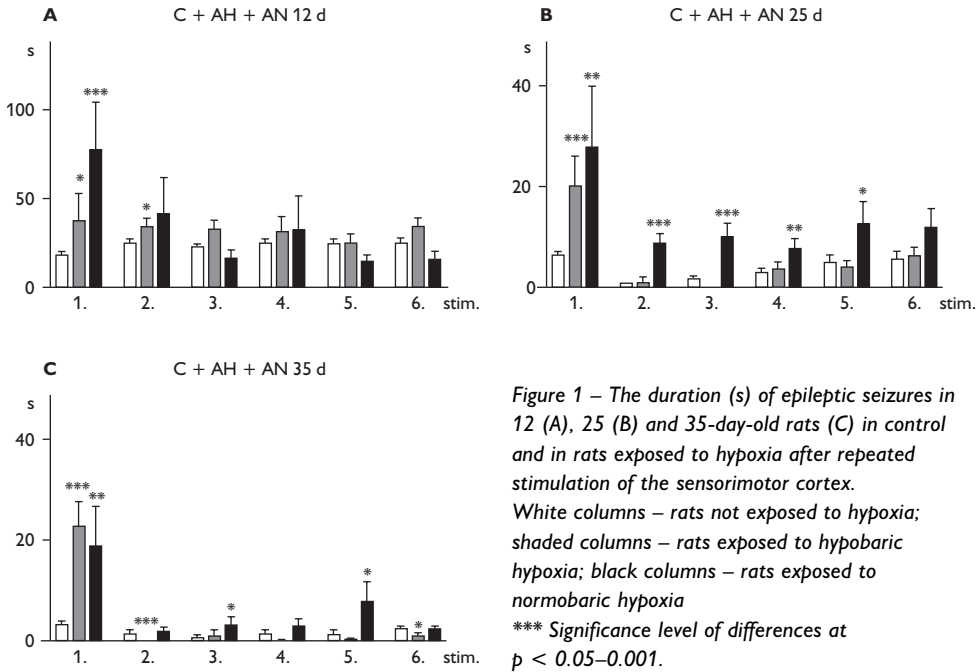 A C + AH + AN 12 d
s
100
50
0
***
*
*
1. 2. 3. 4. 5. 6. stim.
B C + AH + AN 25 d
s
40
20
0
**
***
***
***
**
*
1. 2. 3. 4. 5. 6. stim.
C C + AH + AN 35 d
s
40
20
0
***
**
***
*
*
*
1. 2. 3. 4. 5. 6. stim.
Figure 1 – The duration (s) of epileptic seizures in
12 (A), 25 (B) and 35-day-old rats (C) in control
and in rats exposed to hypoxia after repeated
stimulation of the sensorimotor cortex.
White columns – rats not exposed to hypoxia;
shaded columns – rats exposed to hypobaric
hypoxia; black columns – rats exposed to
normobaric hypoxia
*** Significance level of differences at
p < 0.05–0.001.